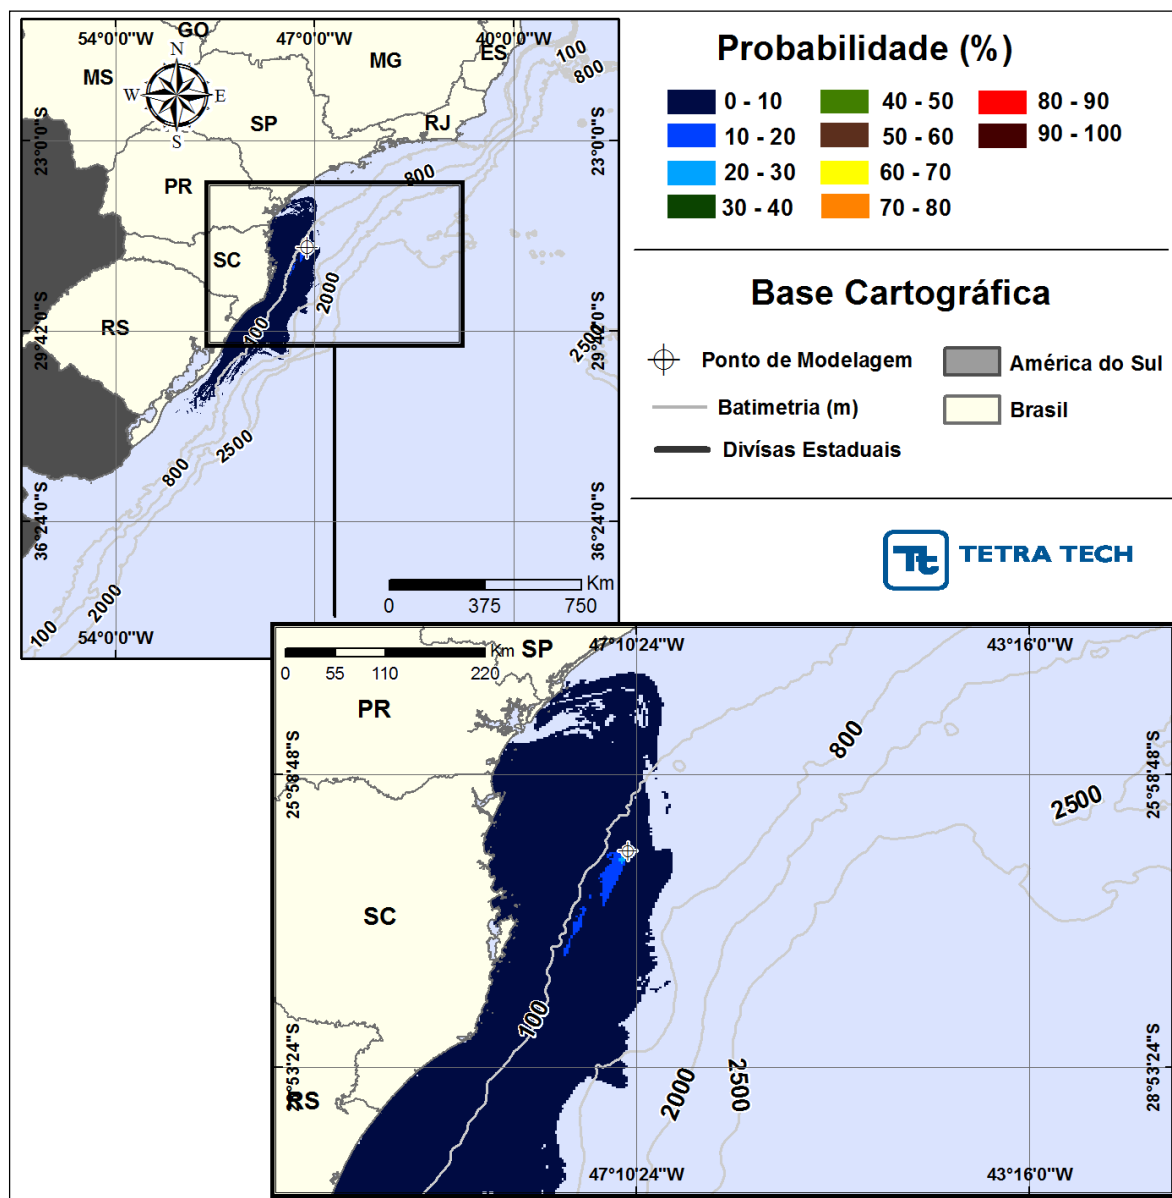 54°0'0"W 47°0'0"W 40°0'0"W
GO
ES
MG
MS
N
W E
S
SP
RJ
PR
SC
RS
100
800
800
2000
100
2500
2500
800
2000
100
23°0'0"S
23°0'0"S
29°42'0"S
29°42'0"S
36°24'0"S
36°24'0"S
54°0'0"W
Km
0 375 750
Probabilidade (%)
0 - 10
10 - 20
20 - 30
30 - 40
40 - 50
50 - 60
60 - 70
70 - 80
80 - 90
90 - 100
Base Cartográfica
Ponto de Modelagem
Batimetria (m)
Divísas Estaduais
América do Sul
Brasil
Tt TETRA TECH
47°10'24"W 43°16'0"W
Km
0 55 110 220
SP
PR
SC
RS
800
2500
100
2000
2500
25°58'48"S
25°58'48"S
28°53'24"S
28°53'24"S
47°10'24"W 43°16'0"W